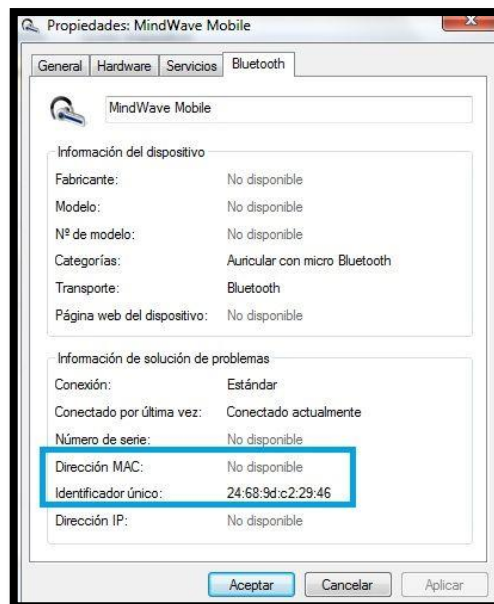 Propiedades: MindWave Mobile
General Hardware Servicios Bluetooth
MindWave Mobile
Información del dispositivo
Fabricante: No disponible
Modelo: No disponible
Nº de modelo: No disponible
Categorías: Auricular con micro Bluetooth
Transporte: Bluetooth
Página web del dispositivo: No disponible
Información de solución de problemas
Conexión: Estándar
Conectado por última vez: Conectado actualmente
Número de serie: No disponible
Dirección MAC: No disponible
Identificador único: 24:68:9d:c2:29:46
Dirección IP: No disponible
Aceptar Cancelar Aplicar